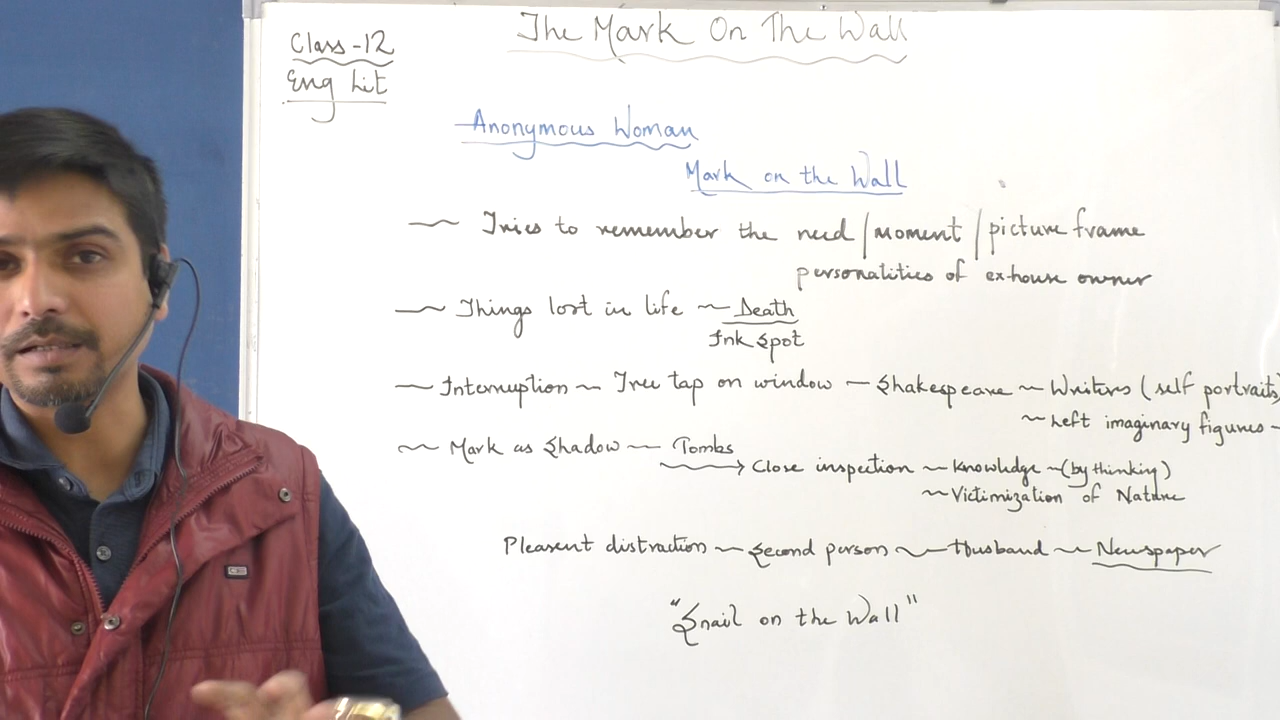 The Mark On The Wall
Class-12
Eng Lit
Anonymous Woman
Mark on the Wall
Tries to remember the need/moment/picture frame
personalities of exhouse owner
Things lost in life ~ Death
Ink Spot
Interruption ~ Tree tap on window – Shakespeare ~ Writers (self portraits)
~ Left imaginary figures -
Mark as Shadow ~ Tombs
→ Close inspection ~ Knowledge ~ (by thinking)
~ Victimization of Nature
Plearent distraction ~ Second person ~ Husband ~ Newspaper
"Snail on the Wall"